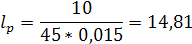 l_p = 10 / (45 * 0,015) = 14,81